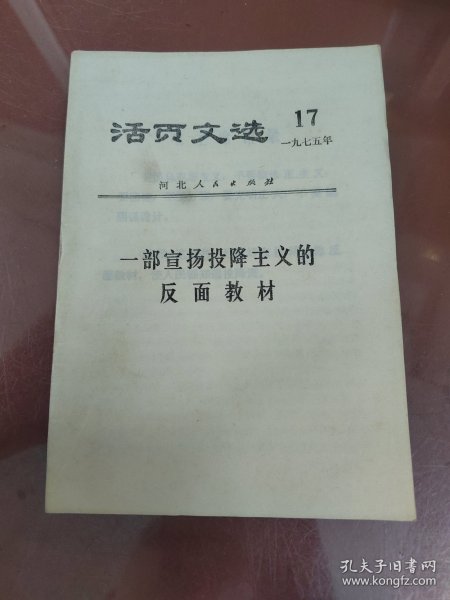 活页文选
17
一九七五年
河北人民出版社
一部宣扬投降主义的
反面教材
孔夫子旧书网
www.kongfz.com